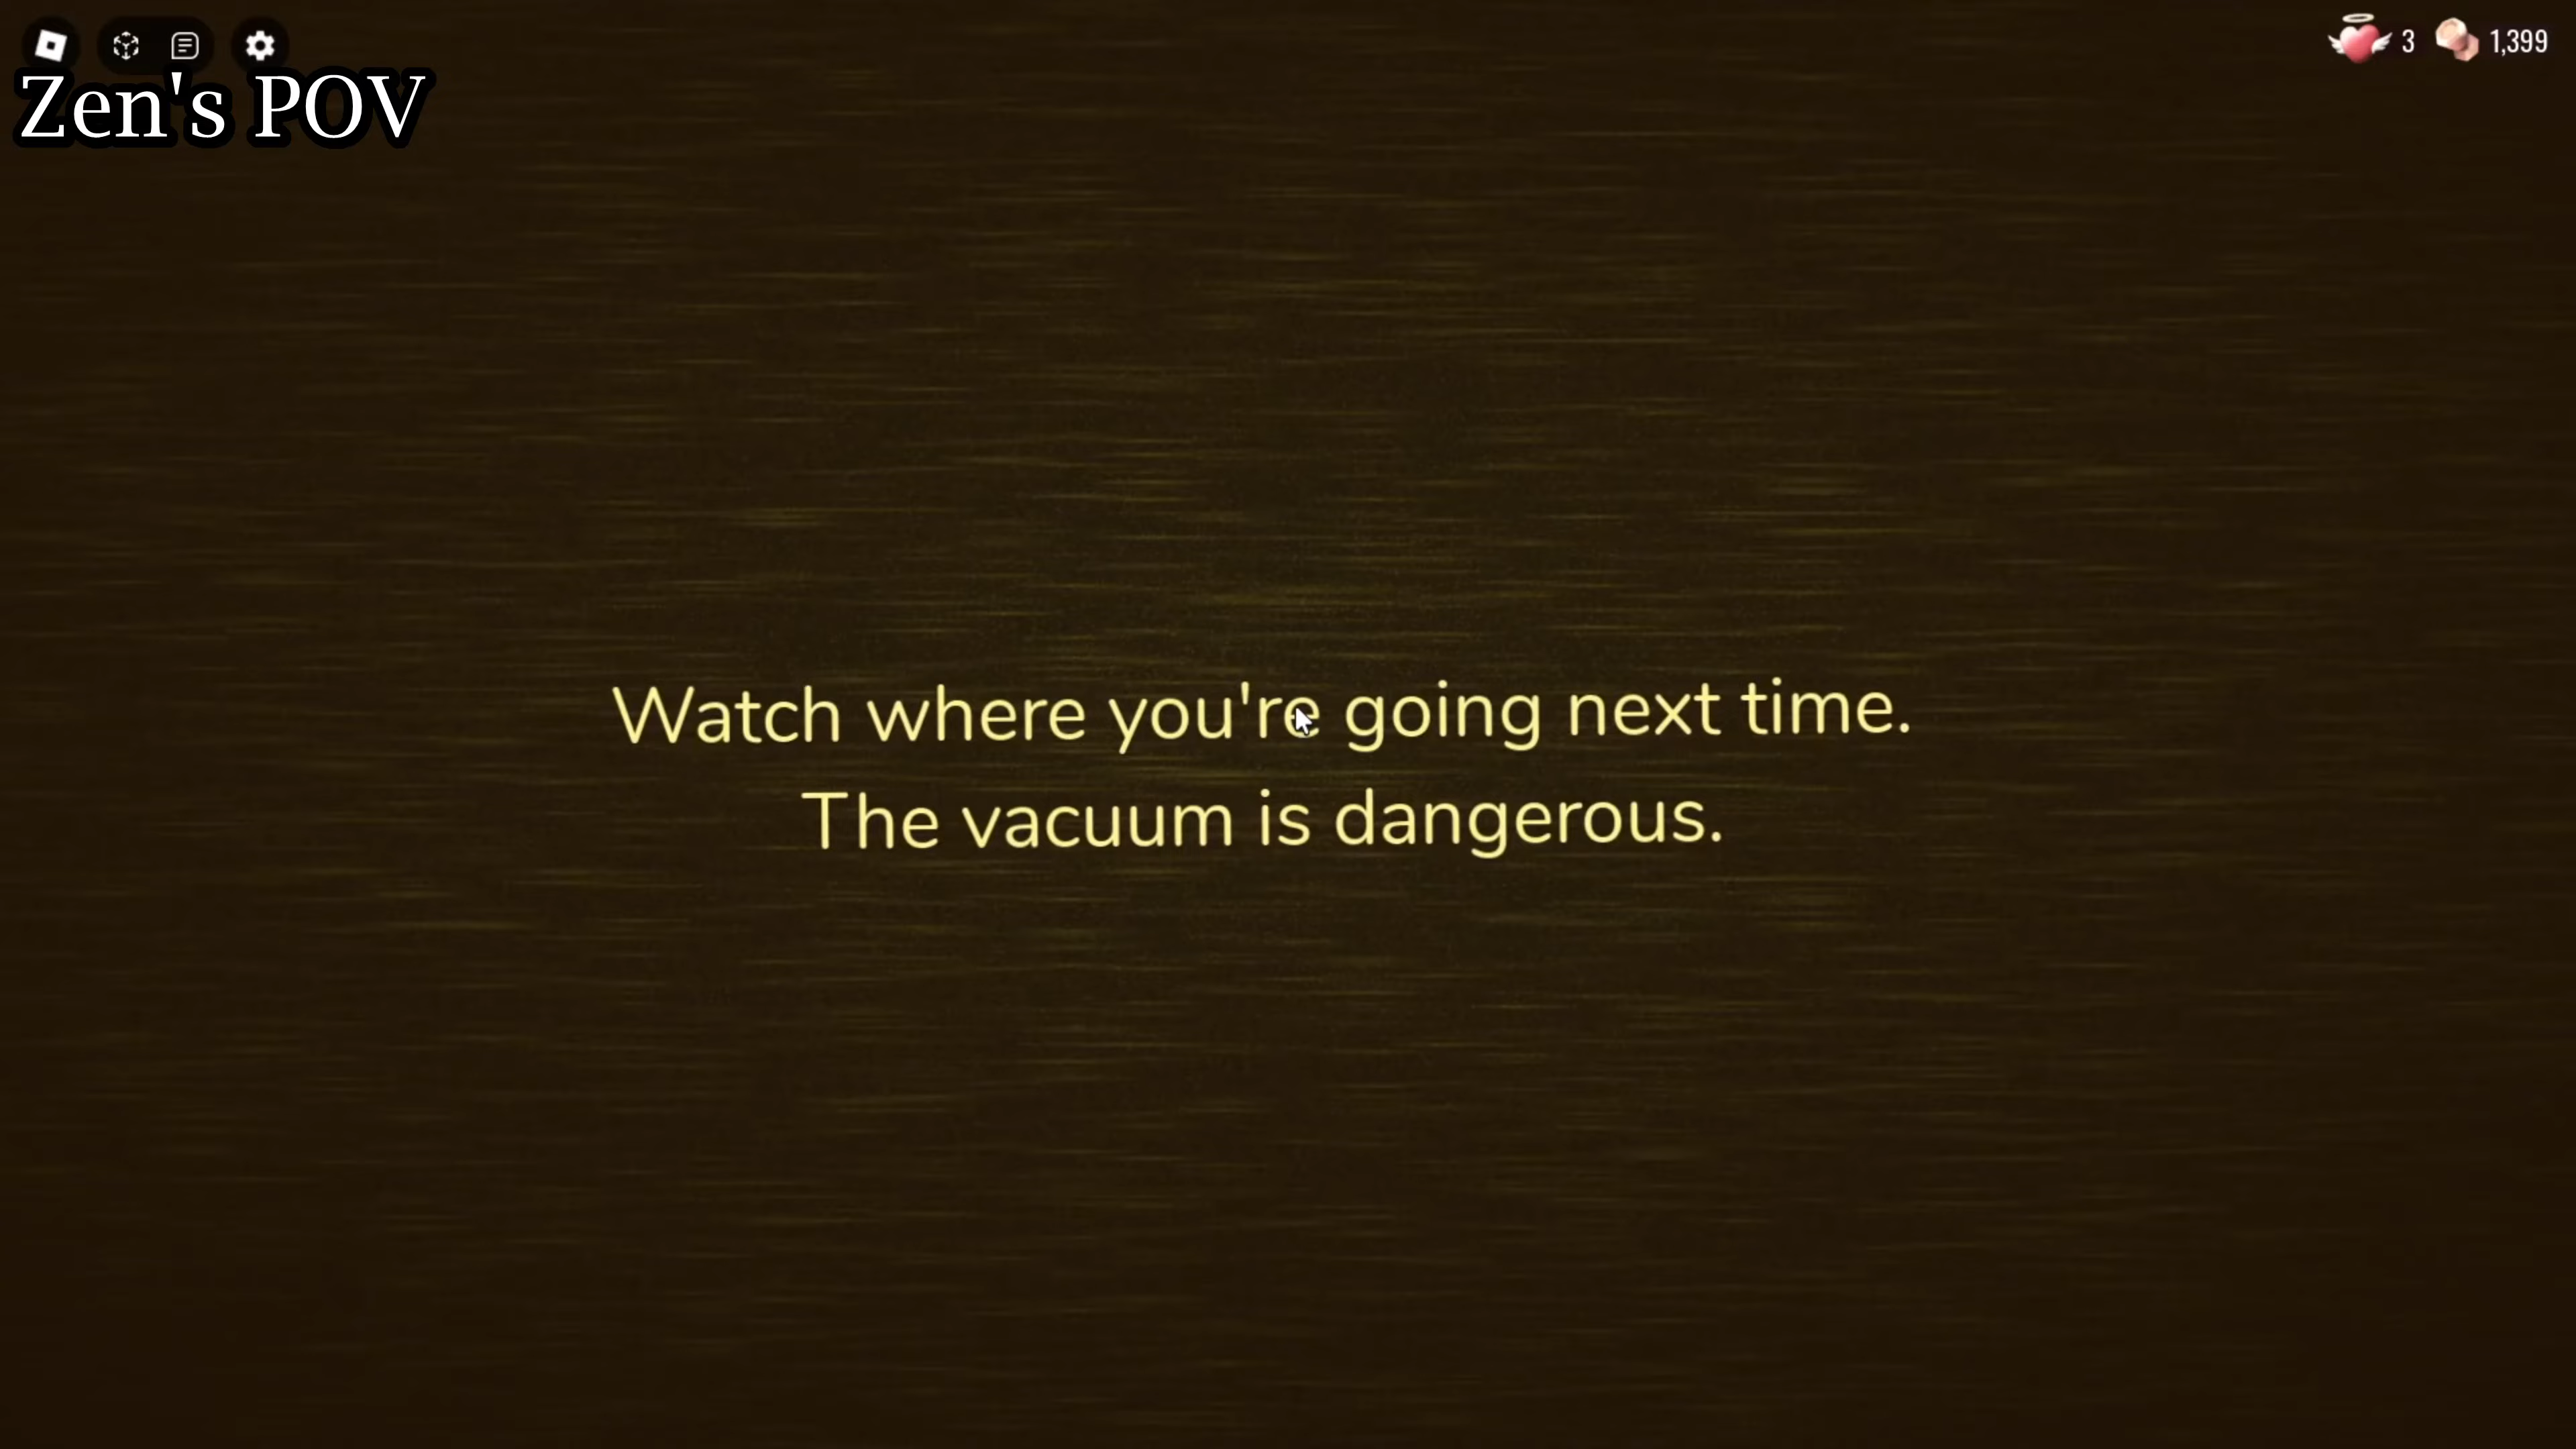 3 1,399
Zen's POV
Watch where you're going next time.
The vacuum is dangerous.